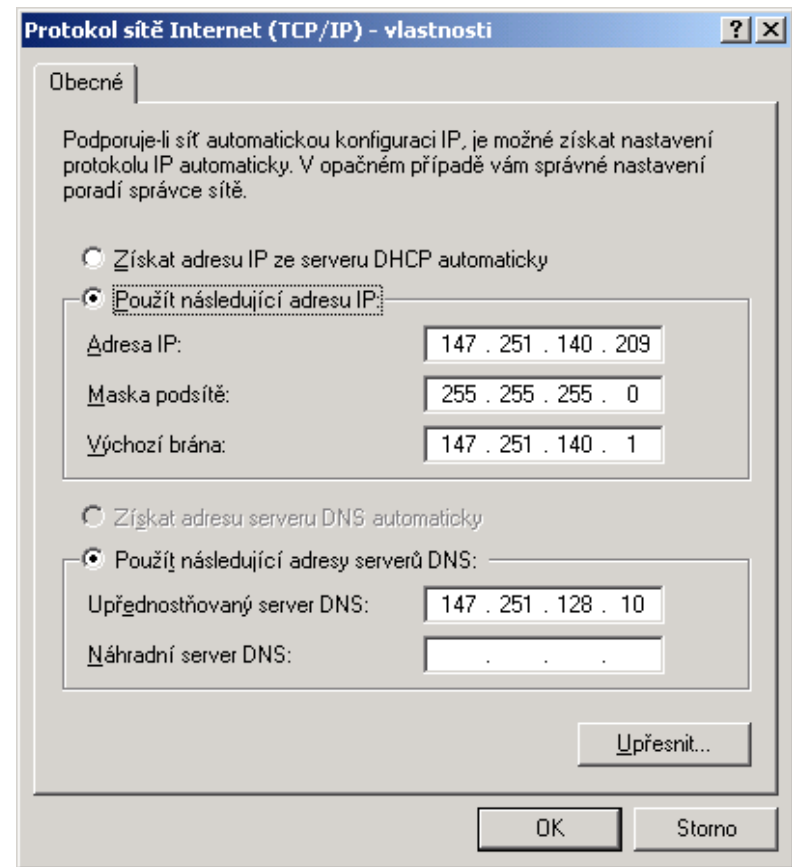 Protokol sítě Internet (TCP/IP) - vlastnosti
Obecné
Podporuje-li síť automatickou konfiguraci IP, je možné získat nastavení
protokolu IP automaticky. V opačném případě vám správné nastavení
poradí správce sítě.
Získat adresu IP ze serveru DHCP automaticky
Použít následující adresu IP:
Adresa IP: 147 . 251 . 140 . 209
Maska podsítě: 255 . 255 . 255 . 0
Výchozí brána: 147 . 251 . 140 . 1
Získat adresu serveru DNS automaticky
Použít následující adresy serverů DNS:
Upřednostňovaný server DNS: 147 . 251 . 128 . 10
Náhradní server DNS: . . .
Upřesnit...
OK Storno